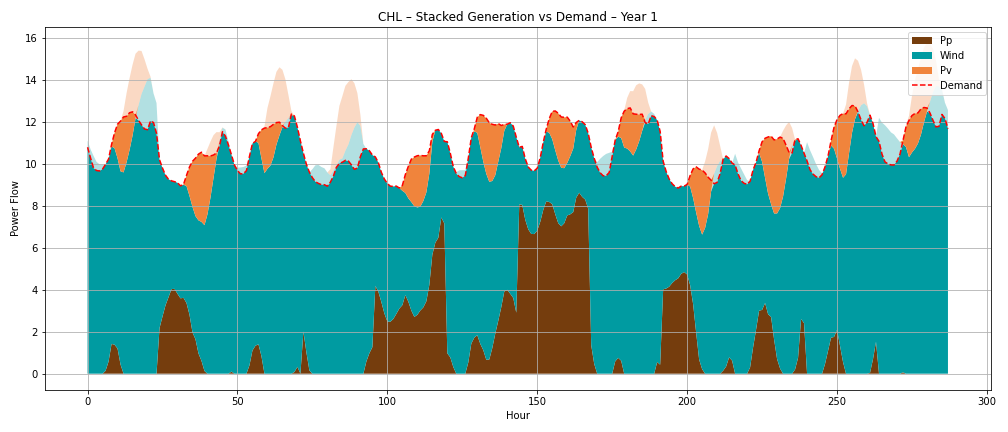 CHL – Stacked Generation vs Demand – Year 1
Power Flow
16
14
12
10
8
6
4
2
0
Pp
Wind
Pv
Demand
0 50 100 150 200 250 300
Hour